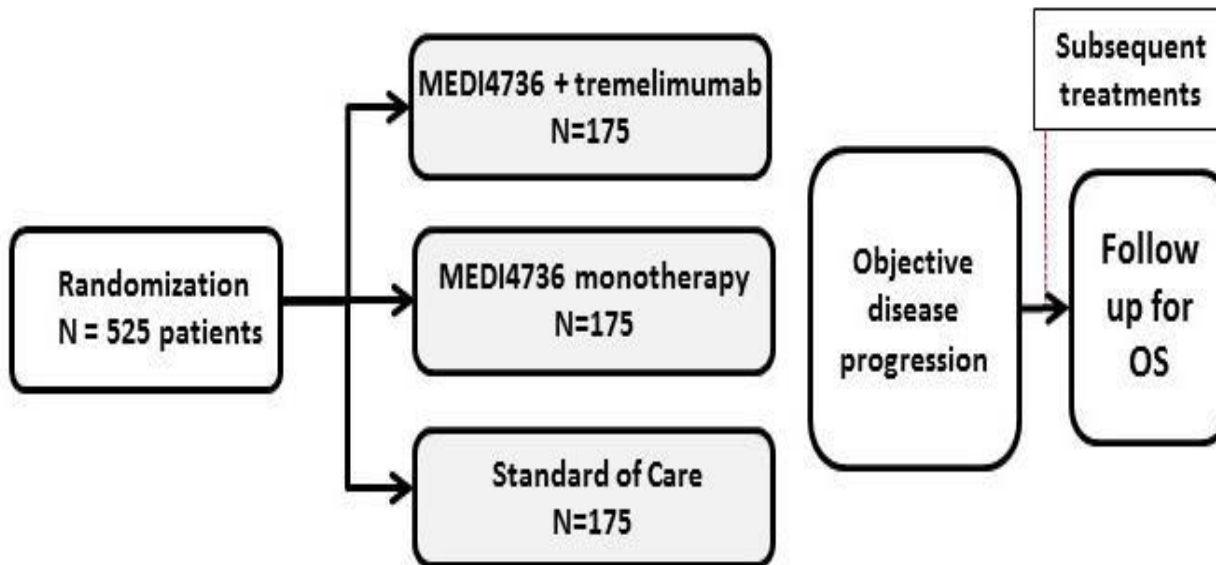 Randomization
N = 525 patients
MEDI4736 + tremelimumab
N=175
MEDI4736 monotherapy
N=175
Standard of Care
N=175
Objective
disease
progression
Subsequent
treatments
Follow
up for
OS